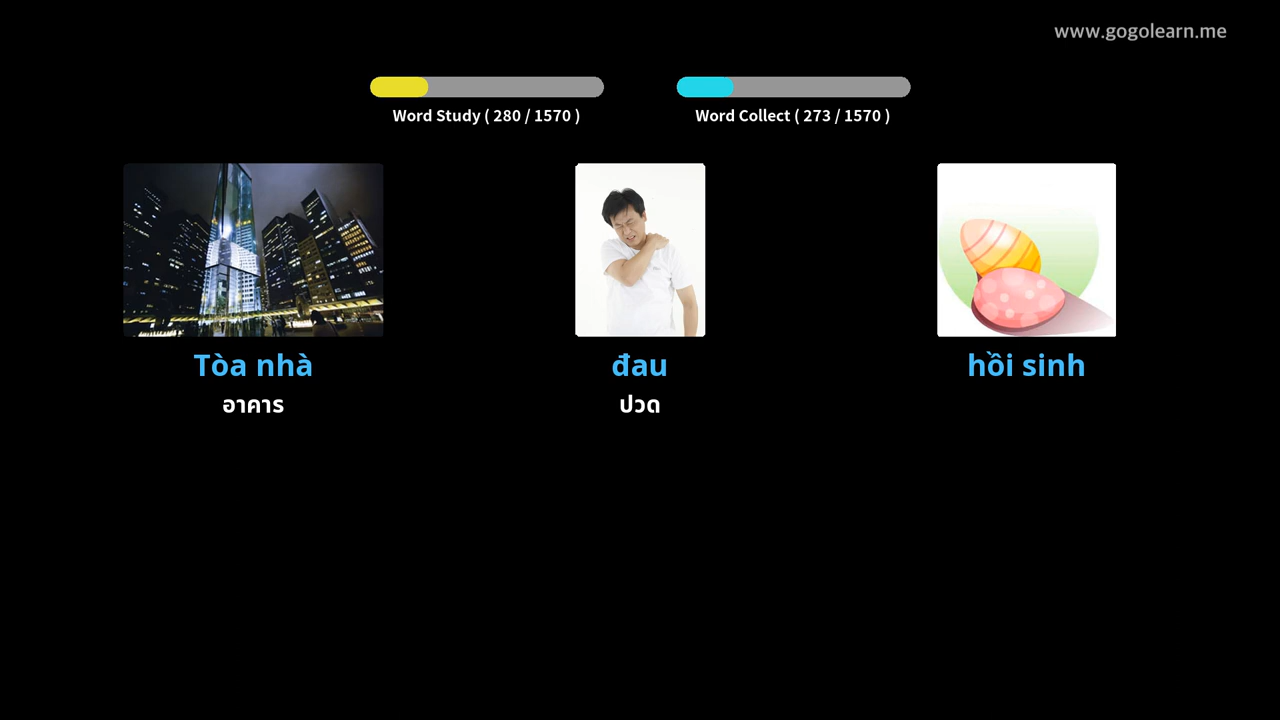 www.gogolearn.me
Word Study ( 280 / 1570 )
Word Collect ( 273 / 1570 )
Tòa nhà
đau
hồi sinh
อาคาร
ปวด